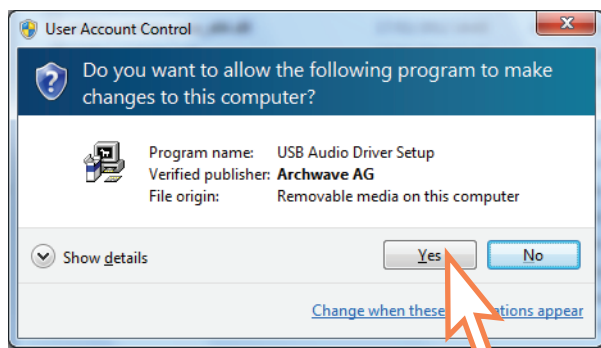 User Account Control
Do you want to allow the following program to make
changes to this computer?
Program name: USB Audio Driver Setup
Verified publisher: Archwave AG
File origin: Removable media on this computer
Show details
Yes No
Change when these ations appear